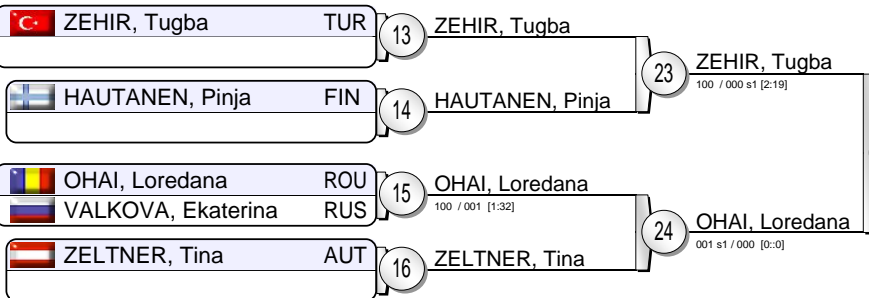 ZEHIR, Tugba TUR
13
ZEHIR, Tugba
23
ZEHIR, Tugba
100 / 000 s1 [2:19]
HAUTANEN, Pinja FIN
14
HAUTANEN, Pinja
OHAI, Loredana ROU
VALKOVA, Ekaterina RUS
15
OHAI, Loredana
100 / 001 [1:32]
24
OHAI, Loredana
001 s1 / 000 [0::0]
ZELTNER, Tina AUT
16
ZELTNER, Tina